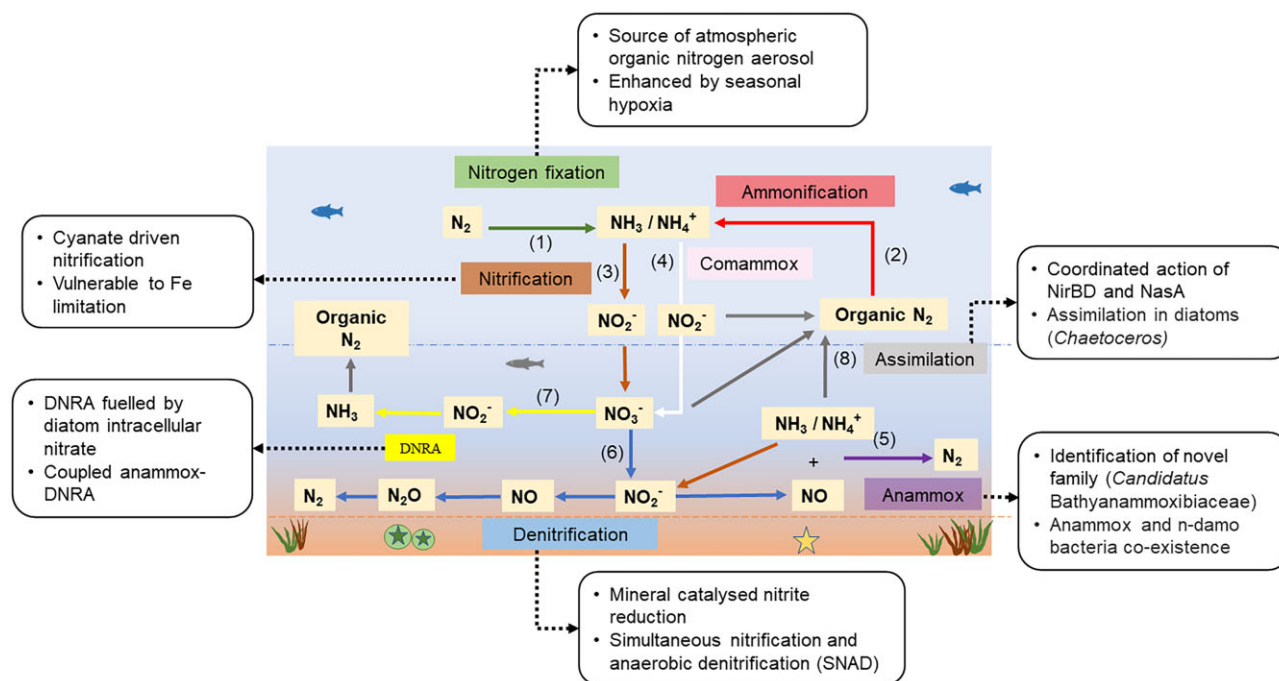 • Source of atmospheric
organic nitrogen aerosol
• Enhanced by seasonal
hypoxia
Nitrogen fixation
Ammonification
N₂
(1)
NH₃ / NH₄⁺
(2)
• Cyanate driven
nitrification
• Vulnerable to Fe
limitation
Nitrification
(3)
(4)
Comammox
• Coordinated action of
NirBD and NasA
• Assimilation in diatoms
(Chaetoceros)
Organic
N₂
NO₂⁻
NO₂⁻
Organic N₂
(8)
Assimilation
• DNRA fuelled by
diatom intracellular
nitrate
• Coupled anammox-
DNRA
NH₃
NO₂⁻
(7)
NO₃⁻
DNRA
(6)
NH₃ / NH₄⁺
+
(5)
N₂
N₂
N₂O
NO
NO₂⁻
NO
Anammox
• Identification of novel
family (Candidatus
Bathyanammoxibiaceae)
• Anammox and n-damo
bacteria co-existence
Denitrification
• Mineral catalysed nitrite
reduction
• Simultaneous nitrification and
anaerobic denitrification (SNAD)